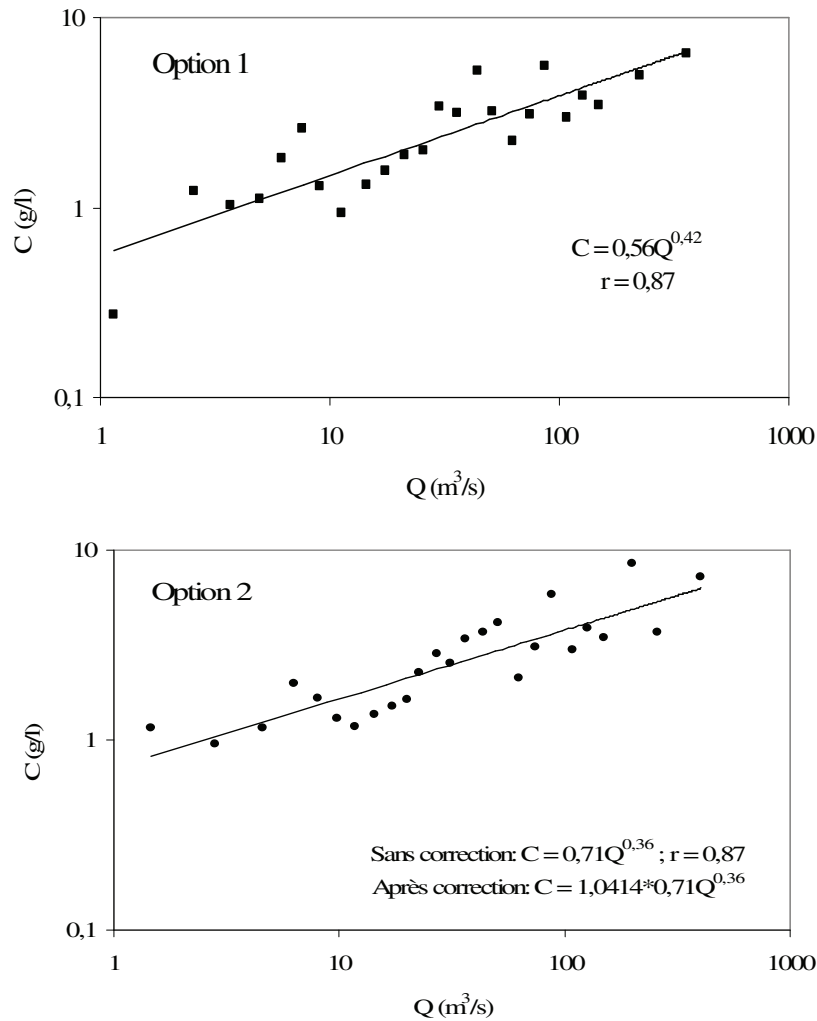 10
Option 1
1
C (g/l)
C = 0,56Q^0,42
r = 0,87
0,1
1 10 100 1000
Q (m³/s)
10
Option 2
1
C (g/l)
Sans correction: C = 0,71Q^0,36 ; r = 0,87
Après correction: C = 1,0414*0,71Q^0,36
0,1
1 10 100 1000
Q (m³/s)